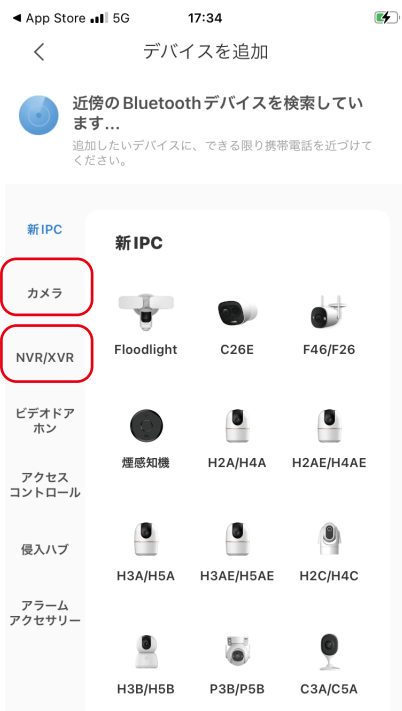 ◀ App Store 5G 17:34
デバイスを追加
近傍のBluetoothデバイスを検索してい
ます...
追加したいデバイスに、できる限り携帯電話を近づけて
ください。
新IPC
カメラ
NVR/XVR
ビデオドア
ホン
アクセス
コントロール
侵入ハブ
アラーム
アクセサリー
新IPC
Floodlight C26E F46/F26
煙感知機 H2A/H4A H2AE/H4AE
H3A/H5A H3AE/H5AE H2C/H4C
H3B/H5B P3B/P5B C3A/C5A